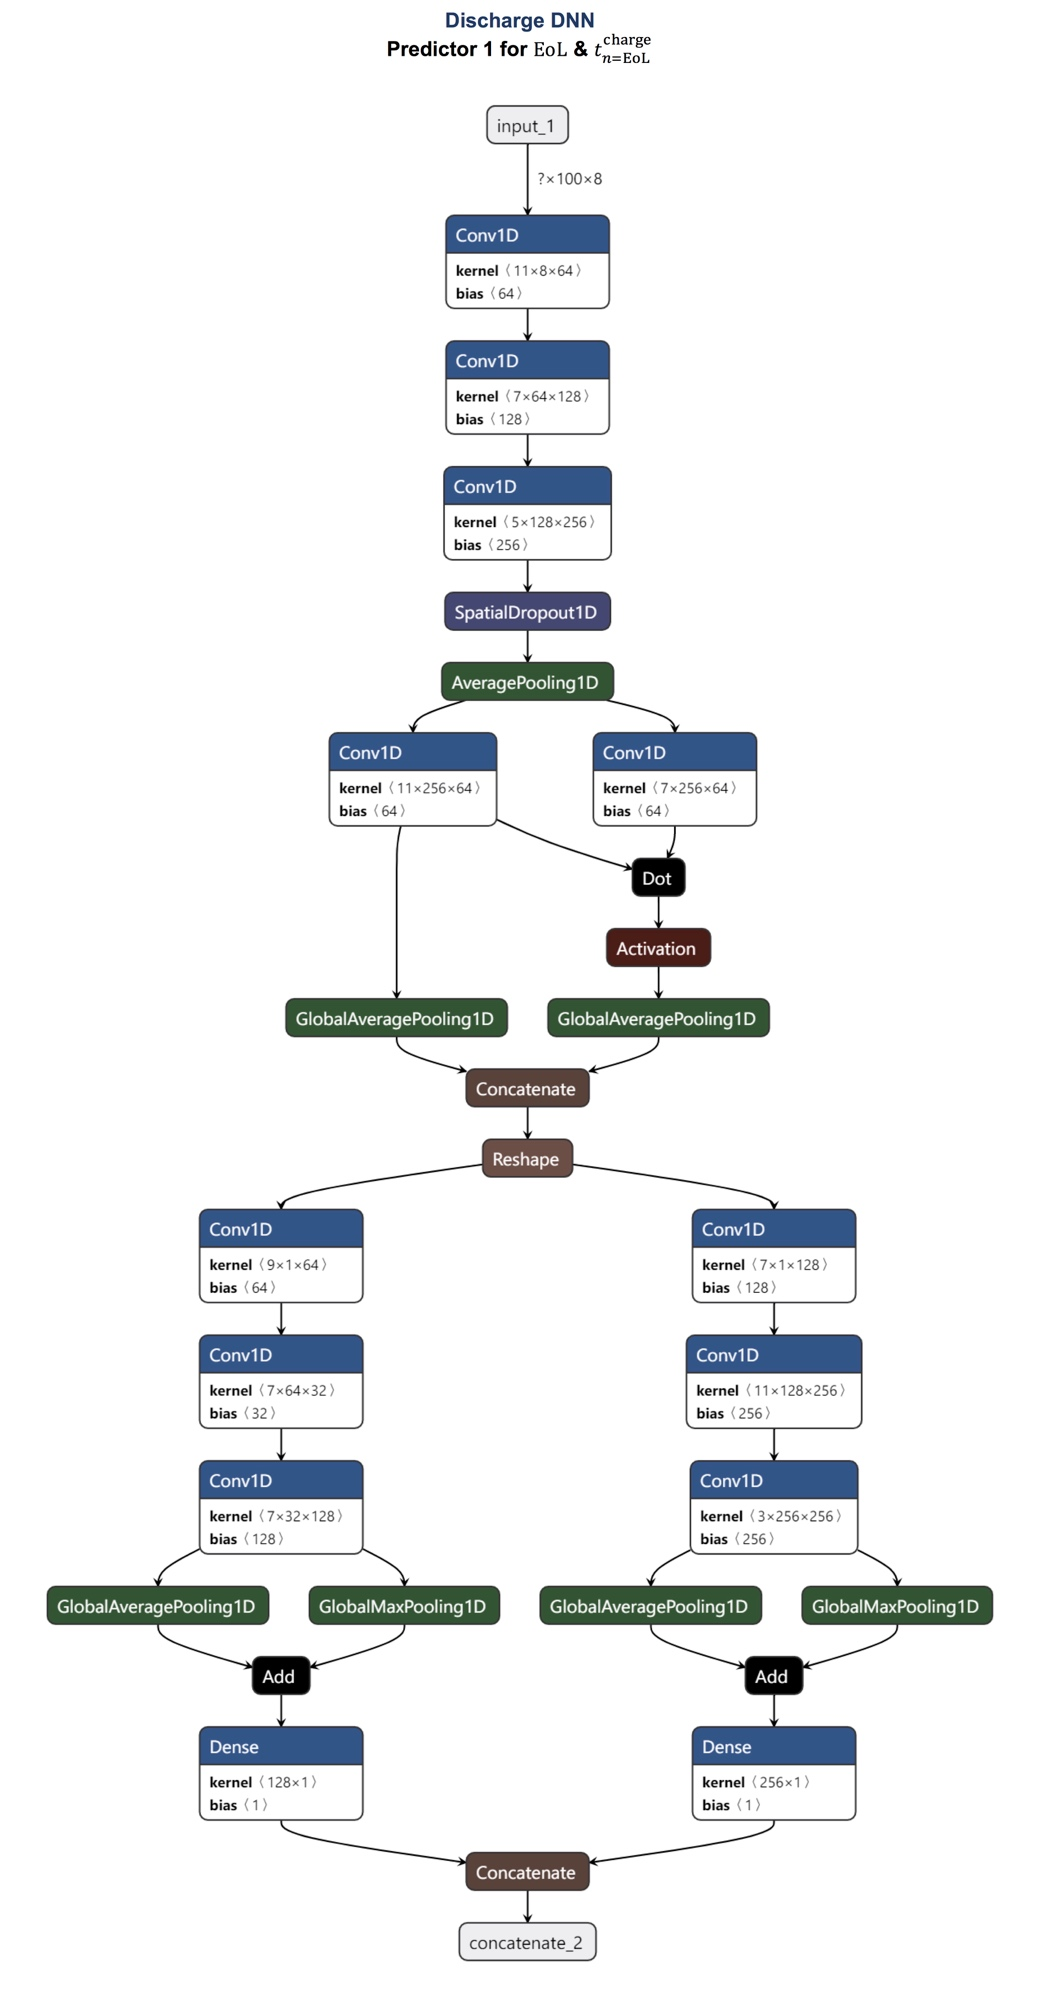 Discharge DNN
Predictor 1 for EoL & t_{n=EoL}^{charge}
input_1
?×100×8
Conv1D
kernel 〈11×8×64〉
bias 〈64〉
Conv1D
kernel 〈7×64×128〉
bias 〈128〉
Conv1D
kernel 〈5×128×256〉
bias 〈256〉
SpatialDropout1D
AveragePooling1D
Conv1D
kernel 〈11×256×64〉
bias 〈64〉
Conv1D
kernel 〈7×256×64〉
bias 〈64〉
Dot
Activation
GlobalAveragePooling1D
GlobalAveragePooling1D
Concatenate
Reshape
Conv1D
kernel 〈9×1×64〉
bias 〈64〉
Conv1D
kernel 〈7×1×128〉
bias 〈128〉
Conv1D
kernel 〈7×64×32〉
bias 〈32〉
Conv1D
kernel 〈11×128×256〉
bias 〈256〉
Conv1D
kernel 〈7×32×128〉
bias 〈128〉
Conv1D
kernel 〈3×256×256〉
bias 〈256〉
GlobalAveragePooling1D
GlobalMaxPooling1D
GlobalAveragePooling1D
GlobalMaxPooling1D
Add
Add
Dense
kernel 〈128×1〉
bias 〈1〉
Dense
kernel 〈256×1〉
bias 〈1〉
Concatenate
concatenate_2